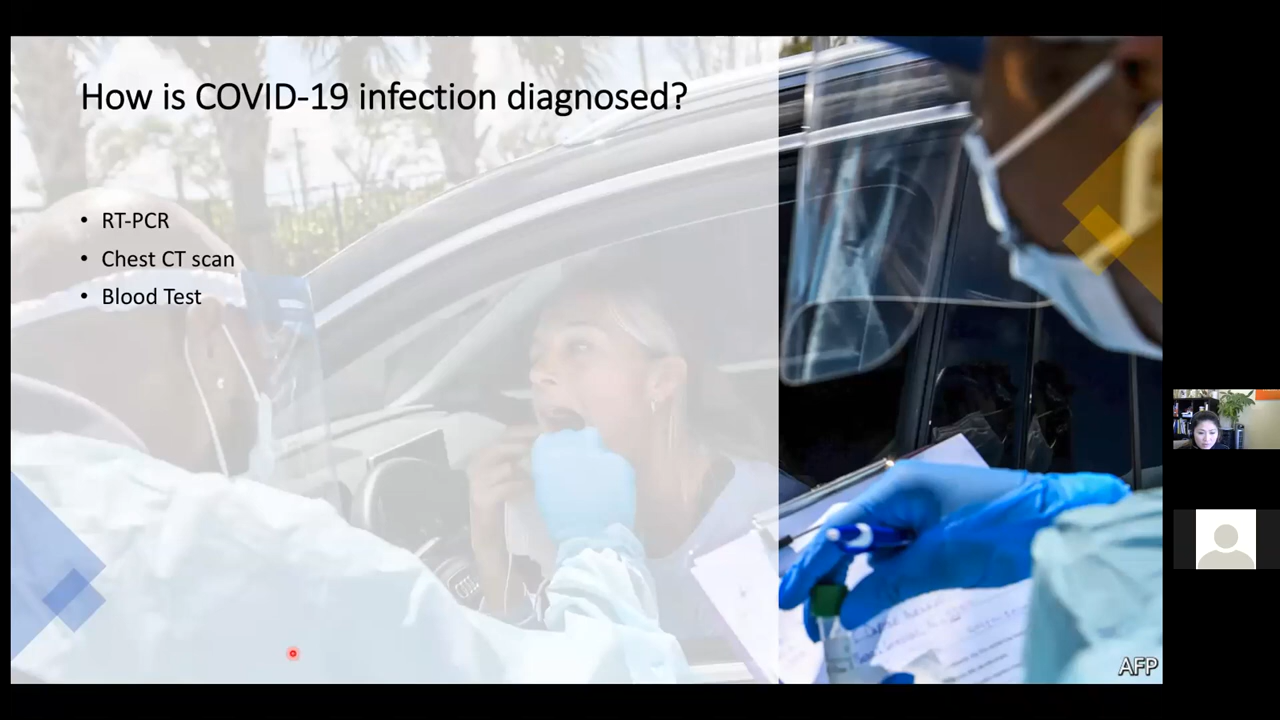 How is COVID-19 infection diagnosed?
• RT-PCR
• Chest CT scan
• Blood Test
AFP